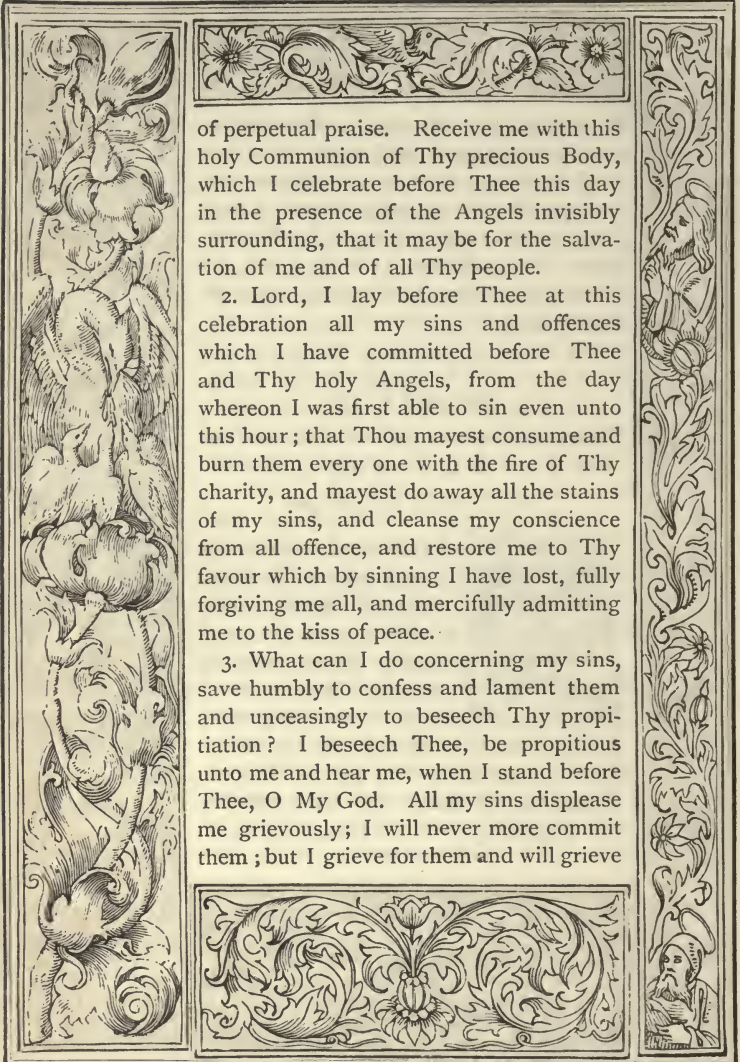 of perpetual praise. Receive me with this
holy Communion of Thy precious Body,
which I celebrate before Thee this day
in the presence of the Angels invisibly
surrounding, that it may be for the salva-
tion of me and of all Thy people.
2. Lord, I lay before Thee at this
celebration all my sins and offences
which I have committed before Thee
and Thy holy Angels, from the day
whereon I was first able to sin even unto
this hour; that Thou mayest consume and
burn them every one with the fire of Thy
charity, and mayest do away all the stains
of my sins, and cleanse my conscience
from all offence, and restore me to Thy
favour which by sinning I have lost, fully
forgiving me all, and mercifully admitting
me to the kiss of peace.
3. What can I do concerning my sins,
save humbly to confess and lament them
and unceasingly to beseech Thy propi-
tiation? I beseech Thee, be propitious
unto me and hear me, when I stand before
Thee, O My God. All my sins displease
me grievously; I will never more commit
them; but I grieve for them and will grieve